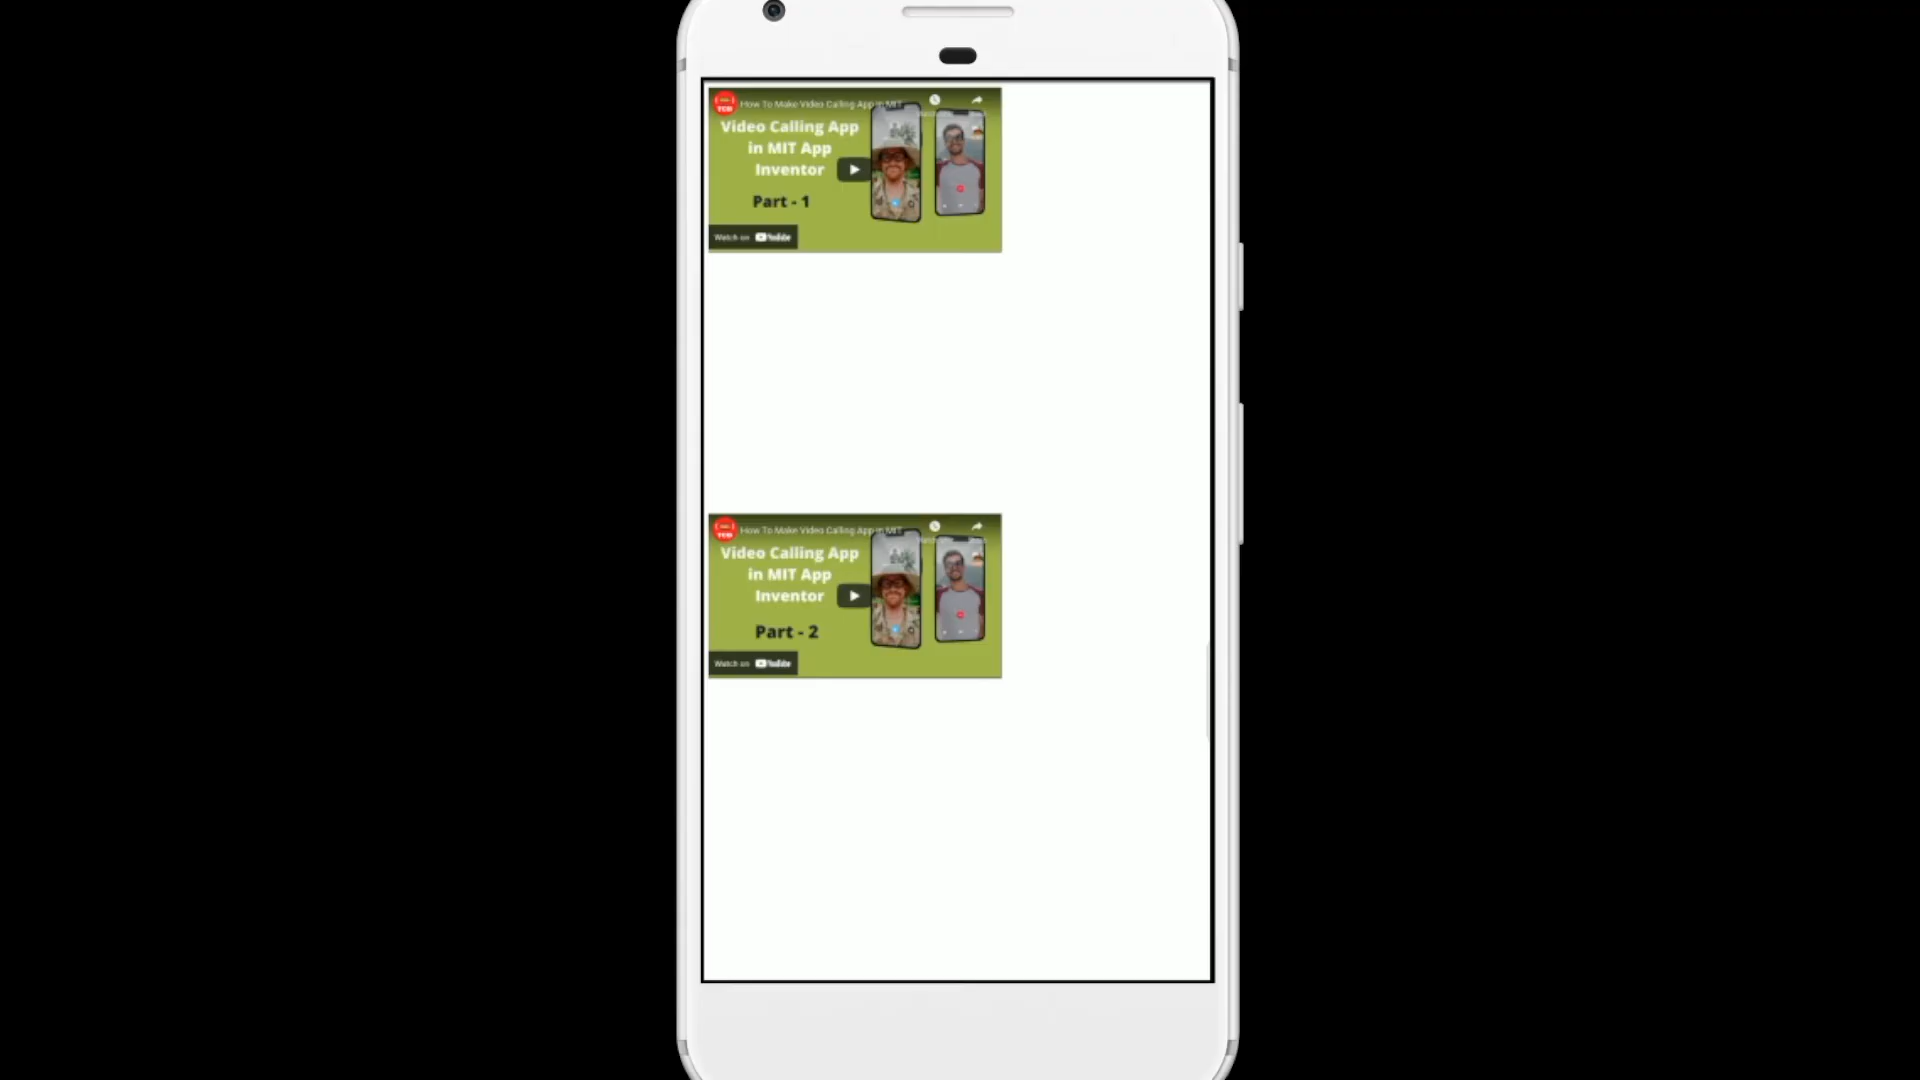 How To Make Video Calling App in MIT
Video Calling App
in MIT App
Inventor
Part - 1
Watch on YouTube
How To Make Video Calling App in MIT
Video Calling App
in MIT App
Inventor
Part - 2
Watch on YouTube